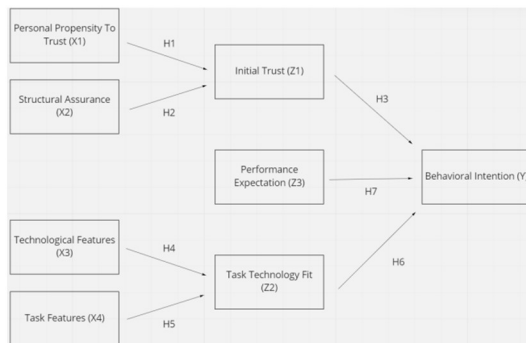 Personal Propensity To
Trust (X1)
H1
Initial Trust (Z1)
Structural Assurance
(X2)
H2
H3
Performance
Expectation (Z3)
H7
Behavioral Intention (Y)
Technological Features
(X3)
H4
Task Technology Fit
(Z2)
H6
Task Features (X4)
H5